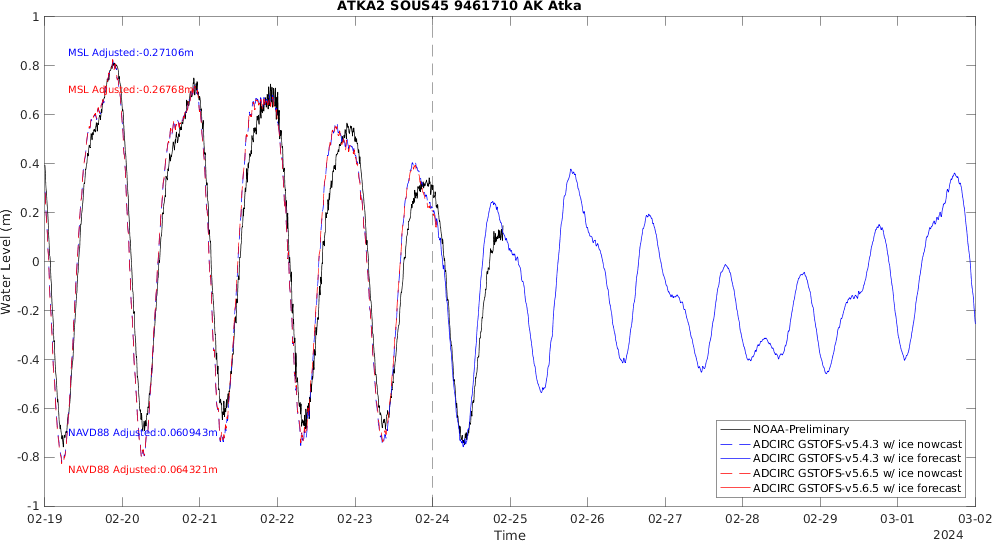 ATKA2 SOUS45 9461710 AK Atka
MSL Adjusted:-0.27106m
MSL Adjusted:-0.26768m
NAVD88 Adjusted:0.060943m
NAVD88 Adjusted:0.064321m
Water Level (m)
1
0.8
0.6
0.4
0.2
0
-0.2
-0.4
-0.6
-0.8
-1
NOAA-Preliminary
ADCIRC GSTOFS-v5.4.3 w/ ice nowcast
ADCIRC GSTOFS-v5.4.3 w/ ice forecast
ADCIRC GSTOFS-v5.6.5 w/ ice nowcast
ADCIRC GSTOFS-v5.6.5 w/ ice forecast
02-19 02-20 02-21 02-22 02-23 02-24 02-25 02-26 02-27 02-28 02-29 03-01 03-02
Time
2024